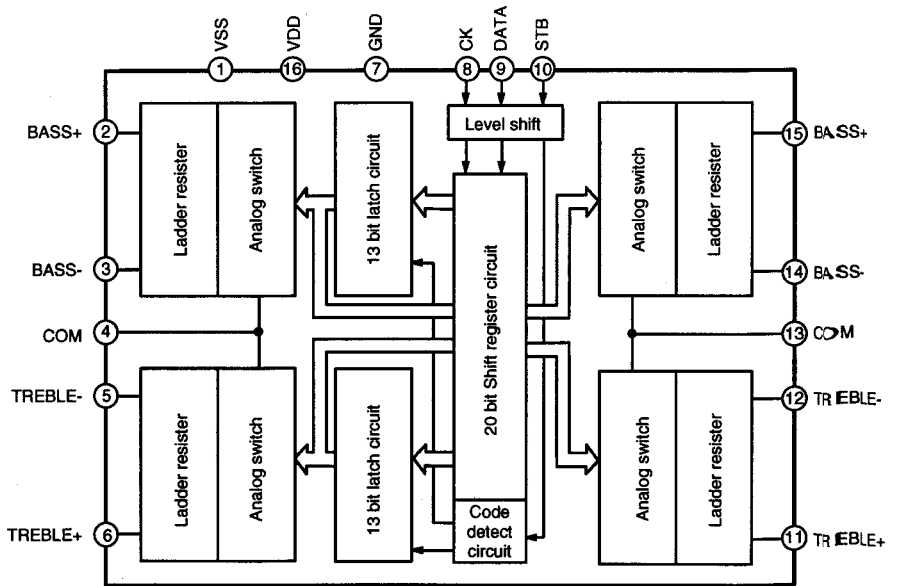 VSS
VDD
GND
CK
DATA
STB
1
16
7
8
9
10
Level shift
BASS+ 2
Ladder resister
Analog switch
13 bit latch circuit
20 bit Shift register circuit
Analog switch
Ladder resister
15 BASS+
BASS- 3
14 BASS-
COM 4
13 COM
TREBLE- 5
Ladder resister
Analog switch
13 bit latch circuit
Analog switch
Ladder resister
12 TREBLE-
Code
detect
circuit
TREBLE+ 6
11 TREBLE+